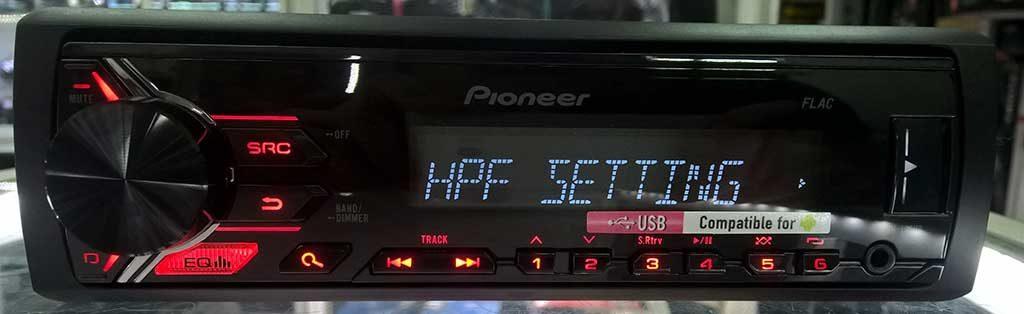 MUTE
Pioneer
FLAC
SRC
OFF
BAND/
DIMMER
HPF SETTING
USB
Compatible for
EQ
TRACK
S.Rtrv
1
2
3
4
5
6